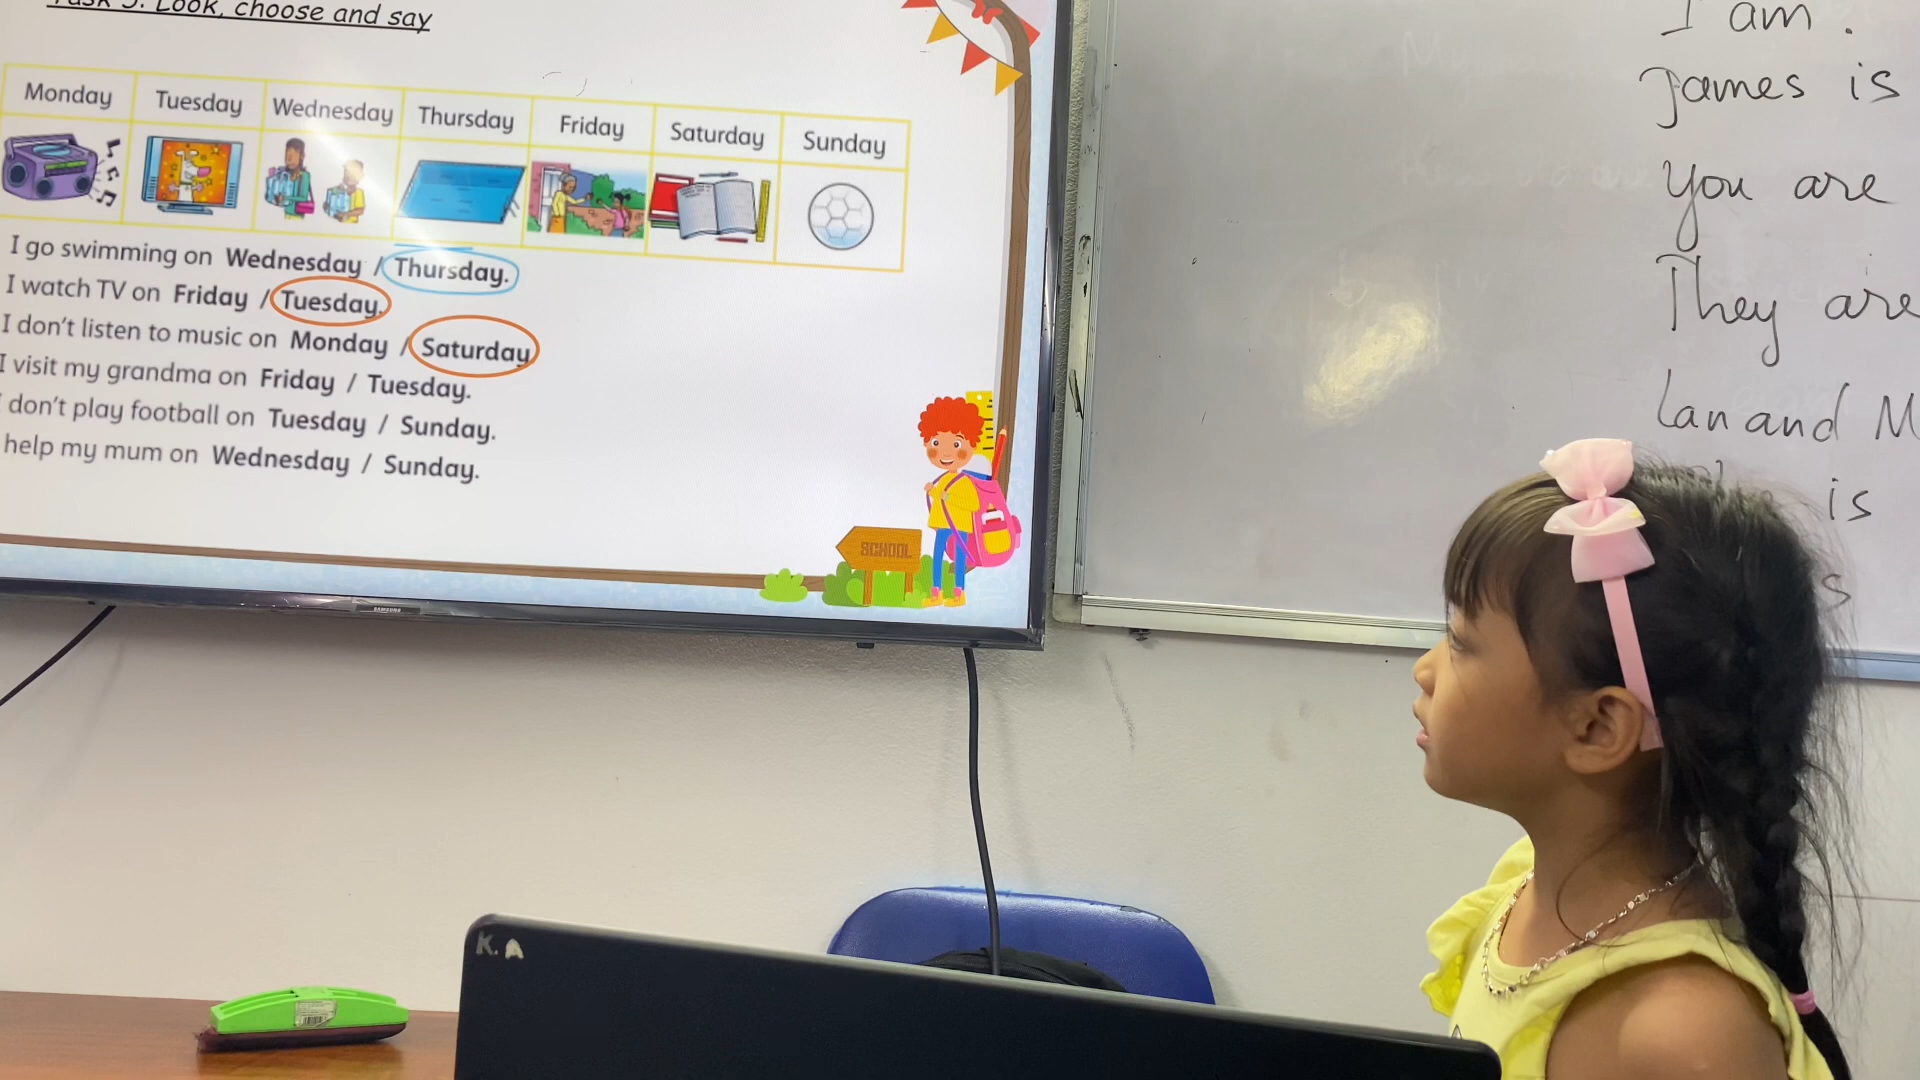 Task 3: Look, choose and say
Monday Tuesday Wednesday Thursday Friday Saturday Sunday
I go swimming on Wednesday / Thursday.
I watch TV on Friday / Tuesday.
I don't listen to music on Monday / Saturday
I visit my grandma on Friday / Tuesday.
I don't play football on Tuesday / Sunday.
help my mum on Wednesday / Sunday.
SCHOOL
SAMSUNG
I am.
James is
you are
They are
Lan and M
is
s
K.A